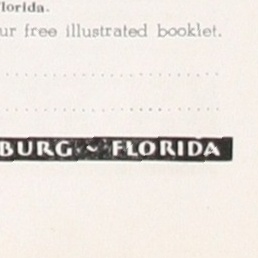 lorida.
ur free illustrated booklet.
BURG ~ FLORIDA